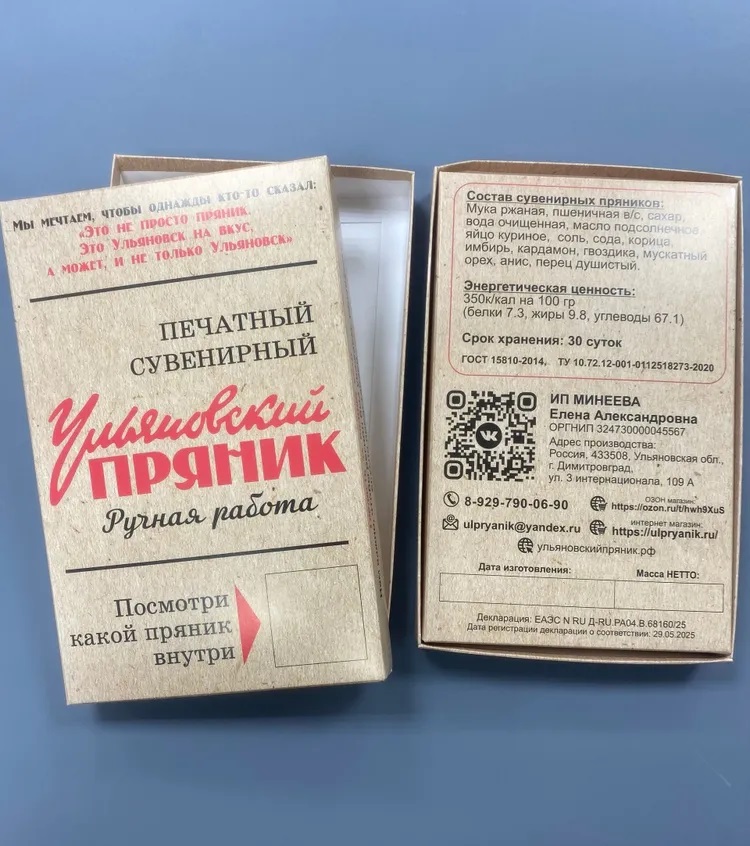 Мы мечтаем, чтобы однажды кто-то сказал:
«Это не просто пряник.
Это Ульяновск на вкус,
а может, и не только Ульяновск»
ПЕЧАТНЫЙ
СУВЕНИРНЫЙ
Ульяновский
ПРЯНИК
Ручная работа
Посмотри
какой пряник
внутри
Состав сувенирных пряников:
Мука ржаная, пшеничная в/с, сахар,
вода очищенная, масло подсолнечное,
яйцо куриное, соль, сода, корица,
имбирь, кардамон, гвоздика, мускатный
орех, анис, перец душистый.
Энергетическая ценность:
350к/кал на 100 гр
(белки 7.3, жиры 9.8, углеводы 67.1)
Срок хранения: 30 суток
ГОСТ 15810-2014, ТУ 10.72.12-001-0112518273-2020
ИП МИНЕЕВА
Елена Александровна
ОРГНИП 324730000045567
Адрес производства:
Россия, 433508, Ульяновская обл.,
г. Димитровград,
ул. 3 интернационала, 109 А
8-929-790-06-90
ОЗОН магазин:
https://ozon.ru/t/hwh9XuS
ulpryanik@yandex.ru
интернет магазин:
https://ulpryanik.ru/
ульяновскийпряник.рф
Дата изготовления:
Масса НЕТТО:
Декларация: ЕАЭС N RU Д-RU.РА04.В.68160/25
Дата регистрации декларации о соответствии: 29.05.2025